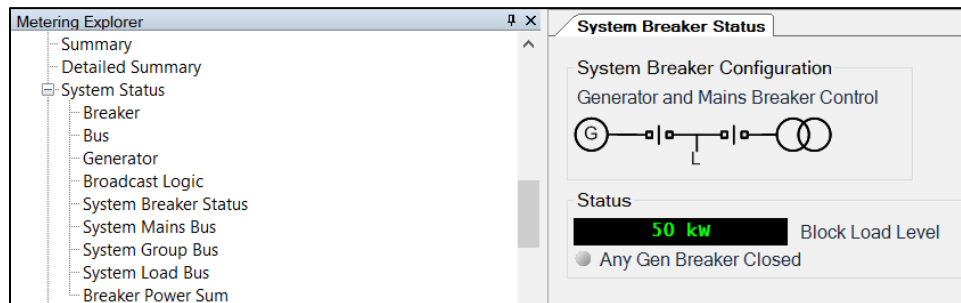 Metering Explorer
Summary
Detailed Summary
System Status
Breaker
Bus
Generator
Broadcast Logic
System Breaker Status
System Mains Bus
System Group Bus
System Load Bus
Breaker Power Sum
System Breaker Status
System Breaker Configuration
Generator and Mains Breaker Control
G
L
Status
50 kW Block Load Level
Any Gen Breaker Closed